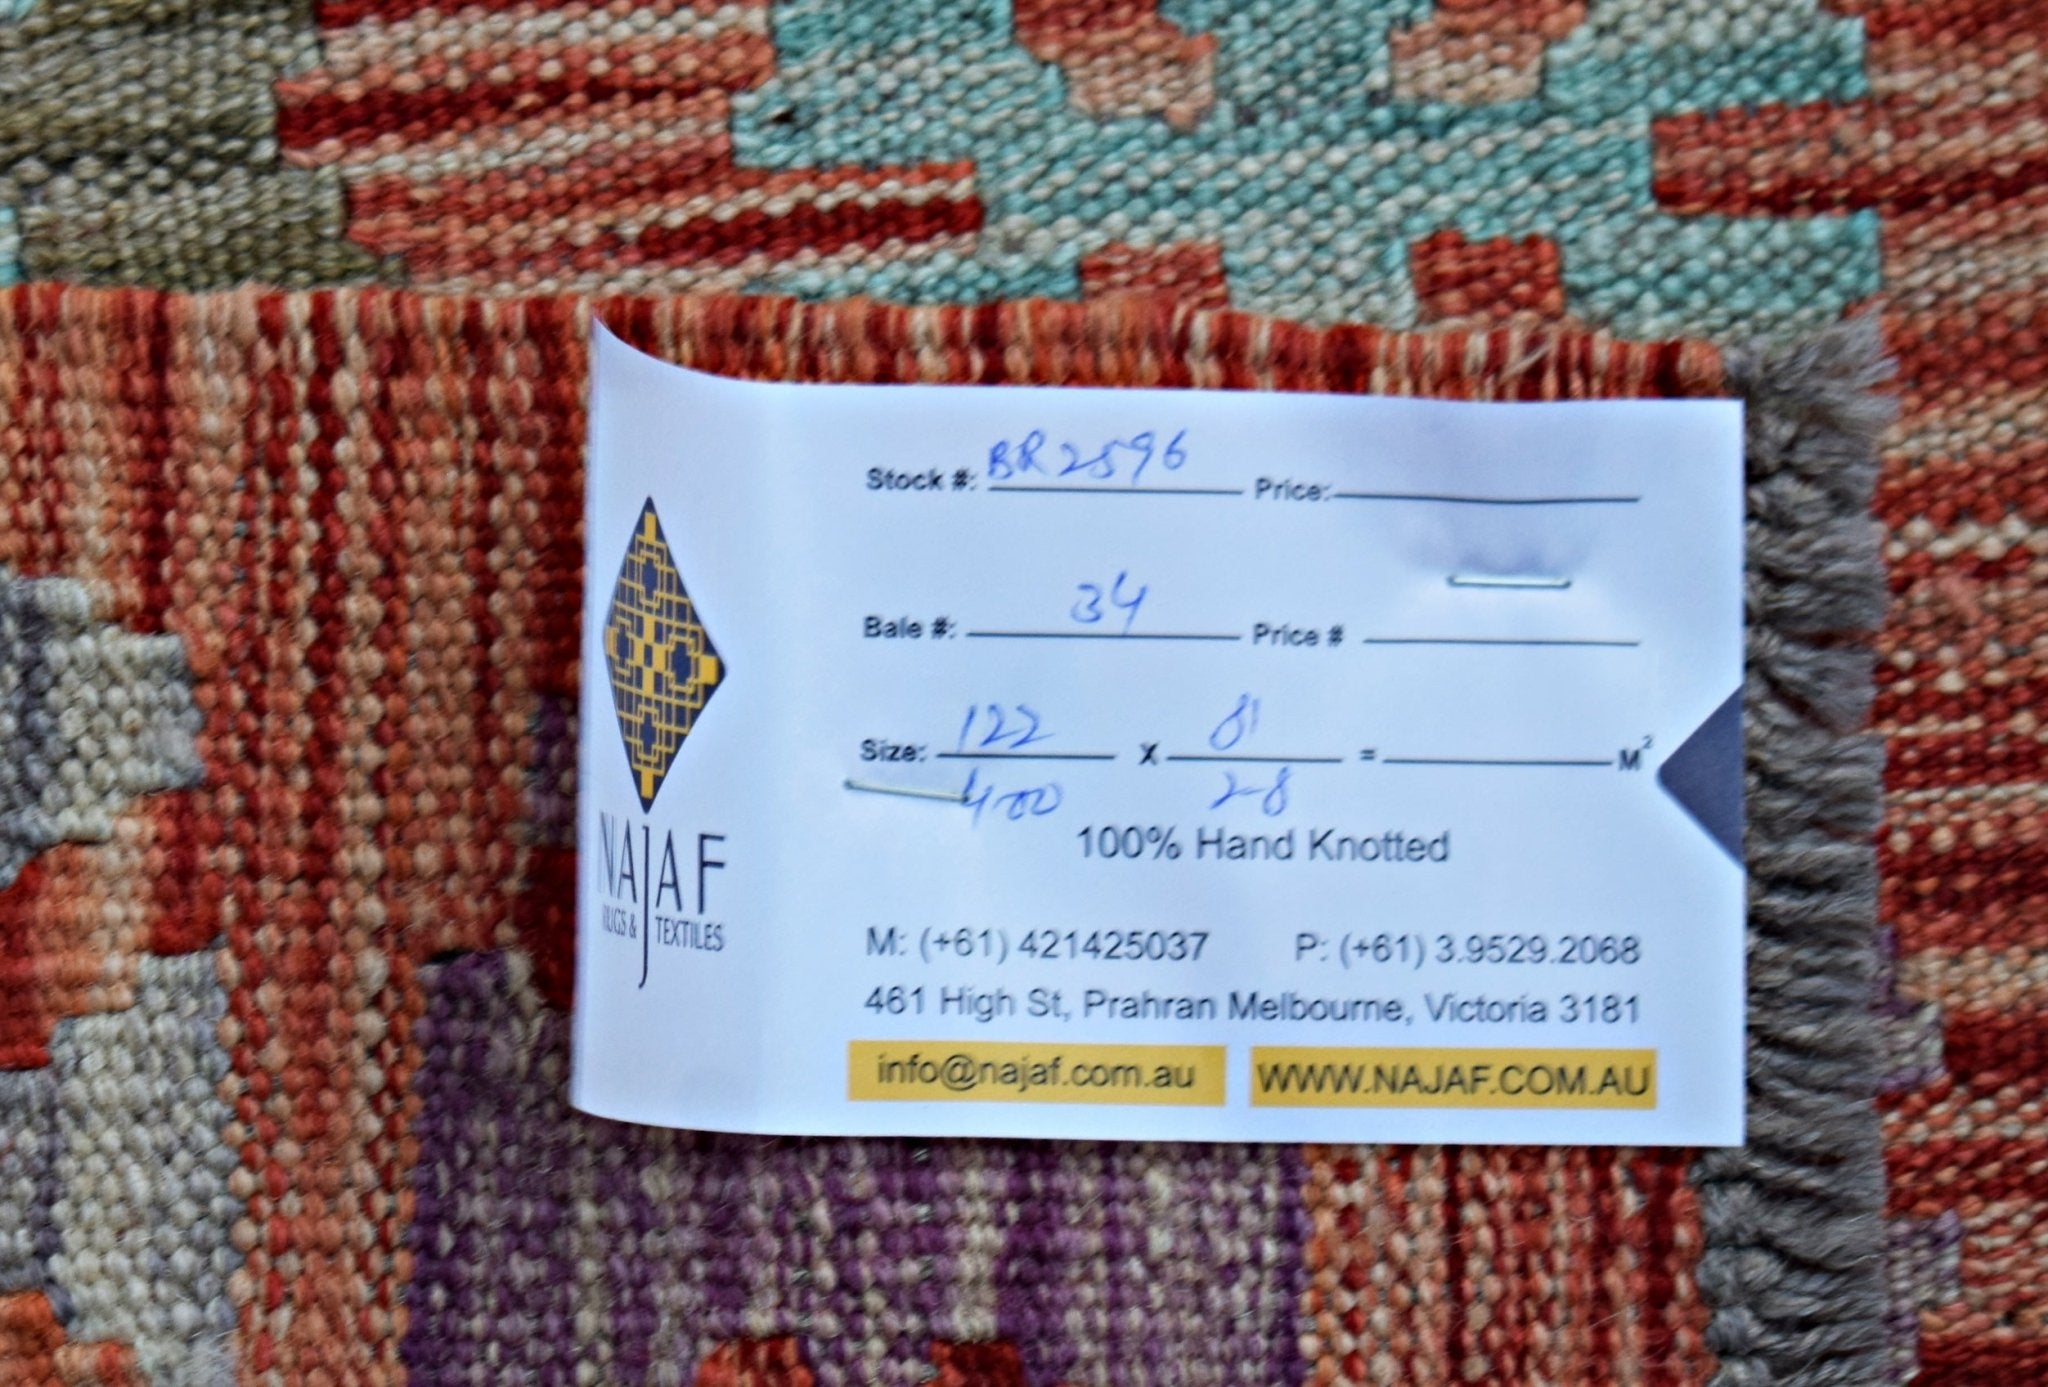 Stock #: BR2596 Price:
Bale #: 34 Price #
Size: 122 X 81 = M²
400 2-8
100% Hand Knotted
NAJAF
RUGS & TEXTILES
M: (+61) 421425037 P: (+61) 3.9529.2068
461 High St, Prahran Melbourne, Victoria 3181
info@najaf.com.au WWW.NAJAF.COM.AU